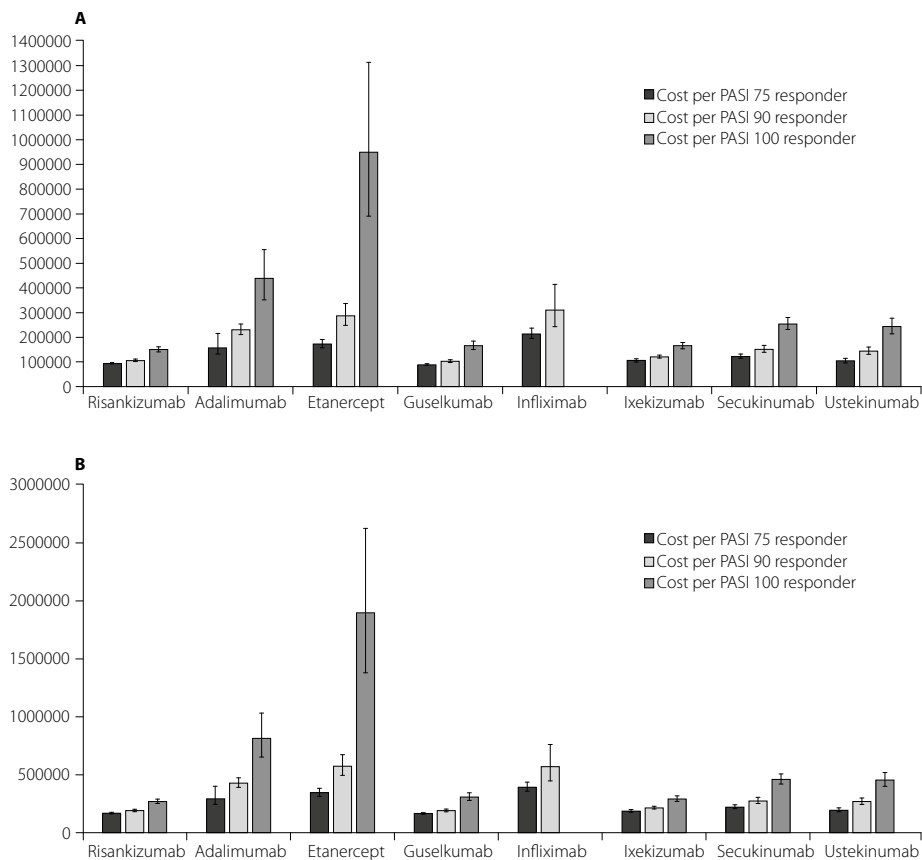 A
1400000
1300000
1200000
1100000
1000000
900000
800000
700000
600000
500000
400000
300000
200000
100000
0
Cost per PASI 75 responder
Cost per PASI 90 responder
Cost per PASI 100 responder
Risankizumab Adalimumab Etanercept Guselkumab Infliximab Ixekizumab Secukinumab Ustekinumab
B
3000000
2500000
2000000
1500000
1000000
500000
0
Cost per PASI 75 responder
Cost per PASI 90 responder
Cost per PASI 100 responder
Risankizumab Adalimumab Etanercept Guselkumab Infliximab Ixekizumab Secukinumab Ustekinumab